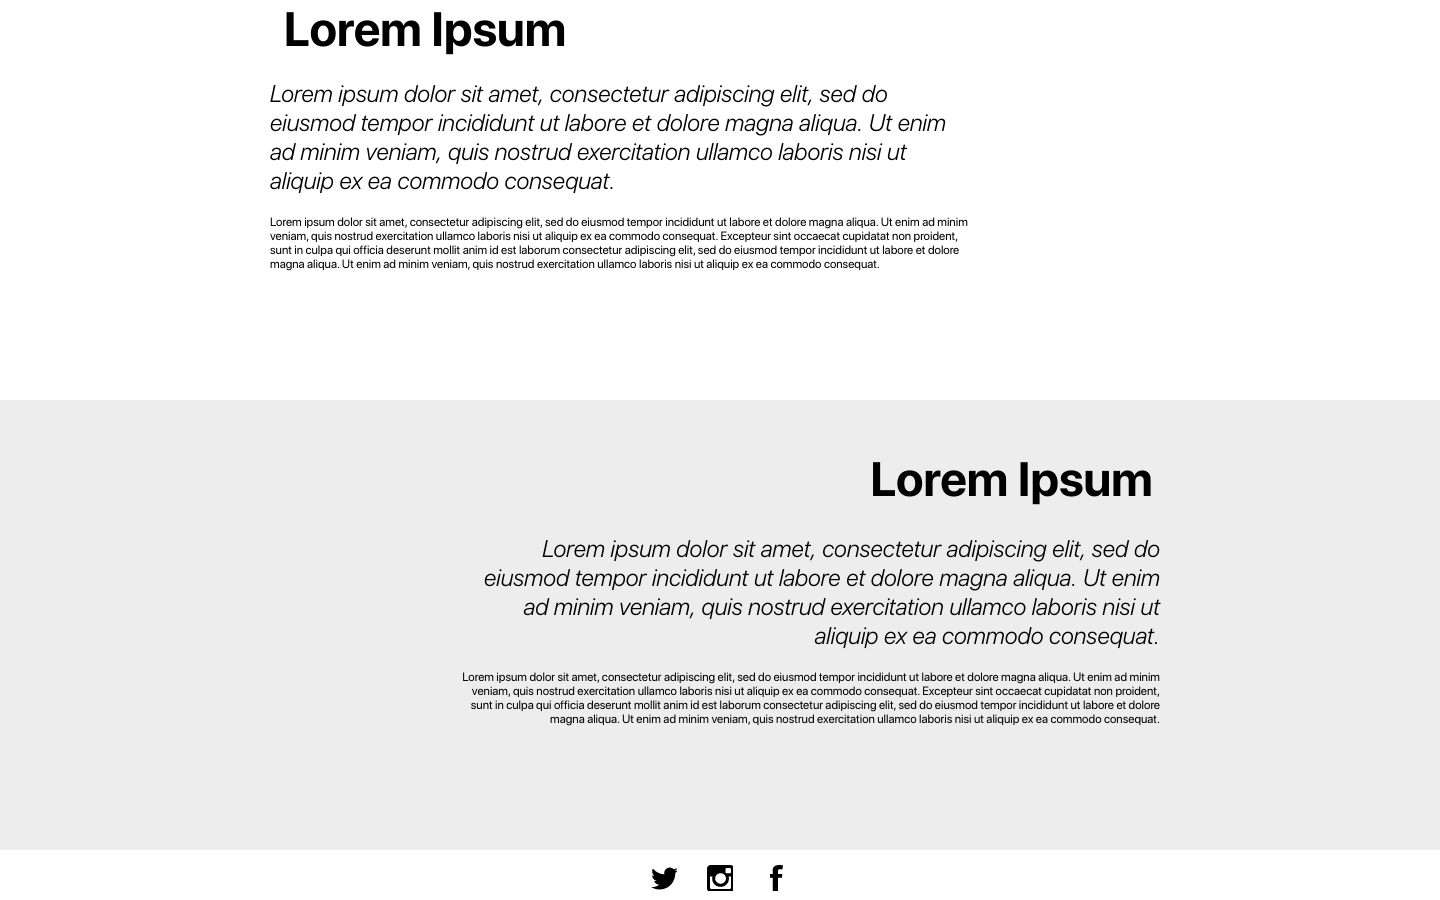 Lorem Ipsum
Lorem ipsum dolor sit amet, consectetur adipiscing elit, sed do
eiusmod tempor incididunt ut labore et dolore magna aliqua. Ut enim
ad minim veniam, quis nostrud exercitation ullamco laboris nisi ut
aliquip ex ea commodo consequat.
Lorem ipsum dolor sit amet, consectetur adipiscing elit, sed do eiusmod tempor incididunt ut labore et dolore magna aliqua. Ut enim ad minim
veniam, quis nostrud exercitation ullamco laboris nisi ut aliquip ex ea commodo consequat. Excepteur sint occaecat cupidatat non proident,
sunt in culpa qui officia deserunt mollit anim id est laborum consectetur adipiscing elit, sed do eiusmod tempor incididunt ut labore et dolore
magna aliqua. Ut enim ad minim veniam, quis nostrud exercitation ullamco laboris nisi ut aliquip ex ea commodo consequat.
Lorem Ipsum
Lorem ipsum dolor sit amet, consectetur adipiscing elit, sed do
eiusmod tempor incididunt ut labore et dolore magna aliqua. Ut enim
ad minim veniam, quis nostrud exercitation ullamco laboris nisi ut
aliquip ex ea commodo consequat.
Lorem ipsum dolor sit amet, consectetur adipiscing elit, sed do eiusmod tempor incididunt ut labore et dolore magna aliqua. Ut enim ad minim
veniam, quis nostrud exercitation ullamco laboris nisi ut aliquip ex ea commodo consequat. Excepteur sint occaecat cupidatat non proident,
sunt in culpa qui officia deserunt mollit anim id est laborum consectetur adipiscing elit, sed do eiusmod tempor incididunt ut labore et dolore
magna aliqua. Ut enim ad minim veniam, quis nostrud exercitation ullamco laboris nisi ut aliquip ex ea commodo consequat.